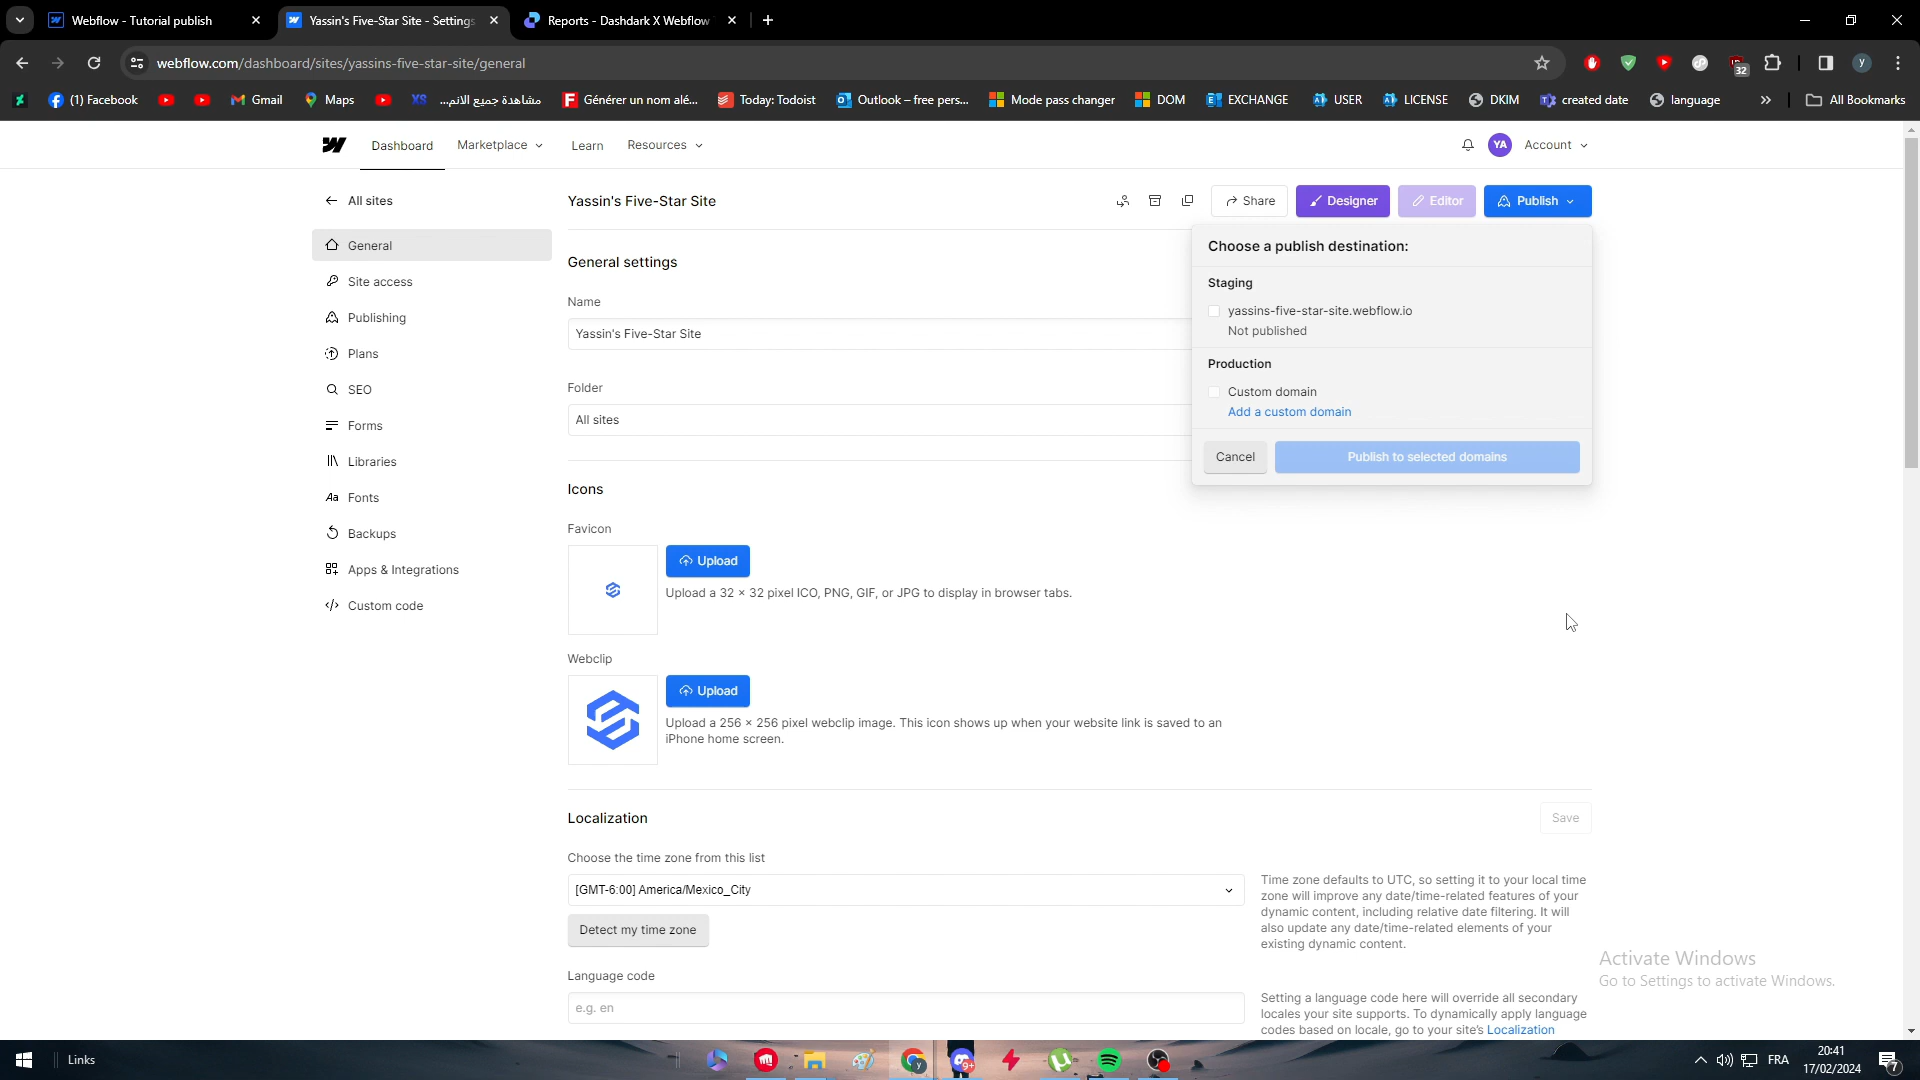 Webflow - Tutorial publish
Yassin's Five-Star Site - Settings
Reports - Dashdark X Webflow
webflow.com/dashboard/sites/yassins-five-star-site/general
32
y
(1) Facebook
Gmail
Maps
مشاهدة جميع الانم...
Générer un nom alé...
Today: Todoist
Outlook – free pers...
Mode pass changer
DOM
EXCHANGE
USER
LICENSE
DKIM
created date
language
»
All Bookmarks
Dashboard
Marketplace
Learn
Resources
YA
Account
All sites
Yassin's Five-Star Site
Share
Designer
Editor
Publish
General
Site access
Publishing
Plans
SEO
Forms
Libraries
Aa Fonts
Backups
Apps & Integrations
</> Custom code
General settings
Name
Yassin's Five-Star Site
Folder
All sites
Choose a publish destination:
Staging
yassins-five-star-site.webflow.io
Not published
Production
Custom domain
Add a custom domain
Cancel
Publish to selected domains
Icons
Favicon
Upload
Upload a 32 × 32 pixel ICO, PNG, GIF, or JPG to display in browser tabs.
Webclip
Upload
Upload a 256 × 256 pixel webclip image. This icon shows up when your website link is saved to an
iPhone home screen.
Localization
Save
Choose the time zone from this list
[GMT-6:00] America/Mexico_City
Detect my time zone
Time zone defaults to UTC, so setting it to your local time
zone will improve any date/time-related features of your
dynamic content, including relative date filtering. It will
also update any date/time-related elements of your
existing dynamic content.
Language code
e.g. en
Setting a language code here will override all secondary
locales your site supports. To dynamically apply language
codes based on locale, go to your site's Localization
Activate Windows
Go to Settings to activate Windows.
Links
9+
FRA
20:41
17/02/2024
7